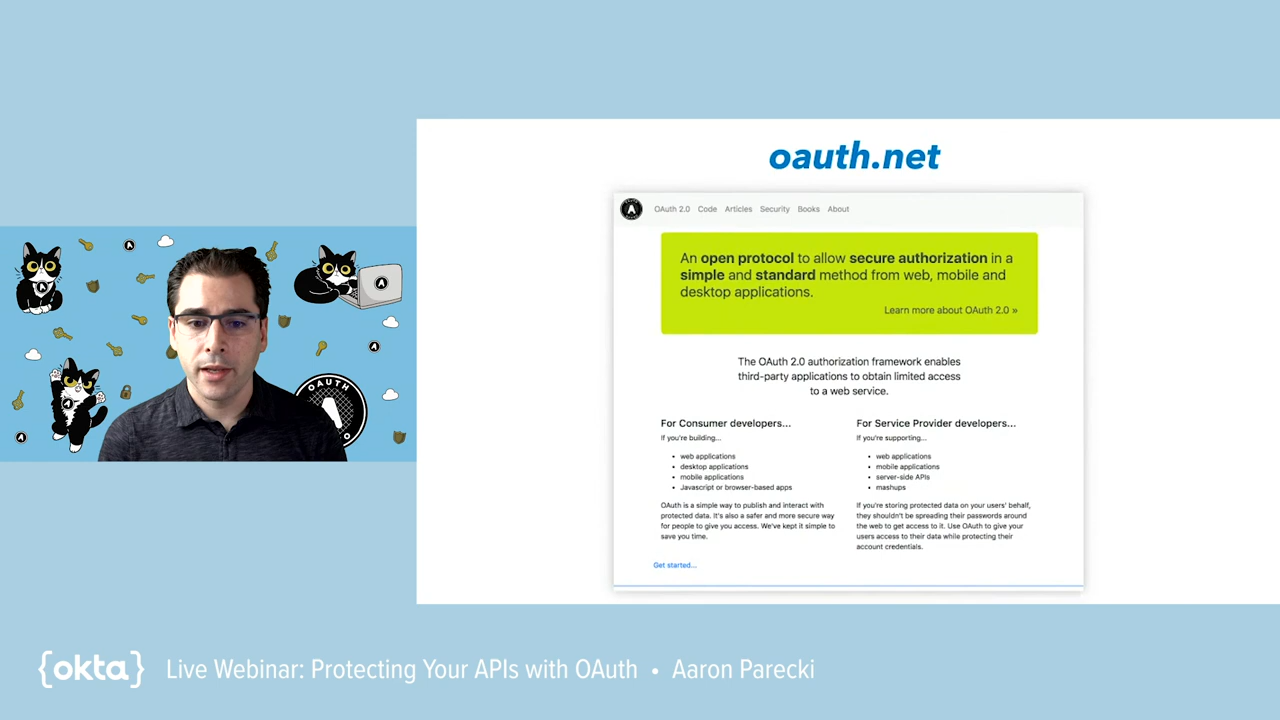 oauth.net
OAuth 2.0 Code Articles Security Books About
An open protocol to allow secure authorization in a
simple and standard method from web, mobile and
desktop applications.
Learn more about OAuth 2.0 »
The OAuth 2.0 authorization framework enables
third-party applications to obtain limited access
to a web service.
For Consumer developers...
If you're building...
• web applications
• desktop applications
• mobile applications
• Javascript or browser-based apps
OAuth is a simple way to publish and interact with
protected data. It's also a safer and more secure way
for people to give you access. We've kept it simple to
save you time.
Get started...
For Service Provider developers...
If you're supporting...
• web applications
• mobile applications
• server-side APIs
• mashups
If you're storing protected data on your users' behalf,
they shouldn't be spreading their passwords around
the web to get access to it. Use OAuth to give your
users access to their data while protecting their
account credentials.
OAUTH
{okta} Live Webinar: Protecting Your APIs with OAuth • Aaron Parecki